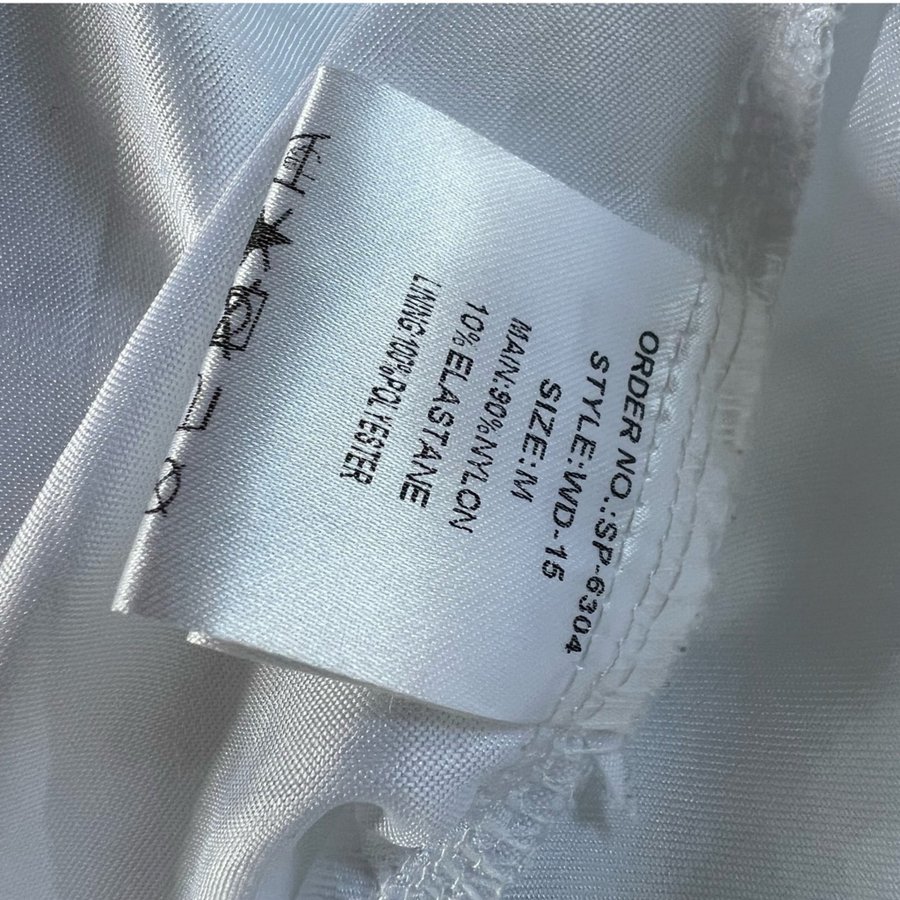 ORDER NO.:SP-6304
STYLE:WD-15
SIZE:M
MAIN:90%NYLON
10%ELASTANE
LINING:100%POLYESTER